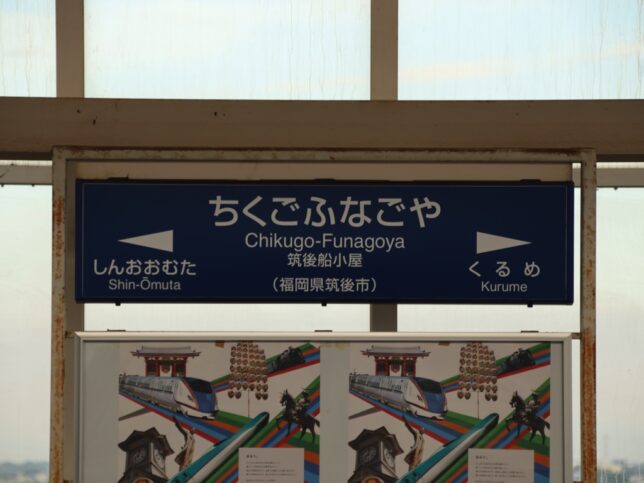 ちくごふなごや
Chikugo-Funagoya
筑後船小屋
（福岡県筑後市）
しんおおむた
Shin-Ōmuta
くるめ
Kurume